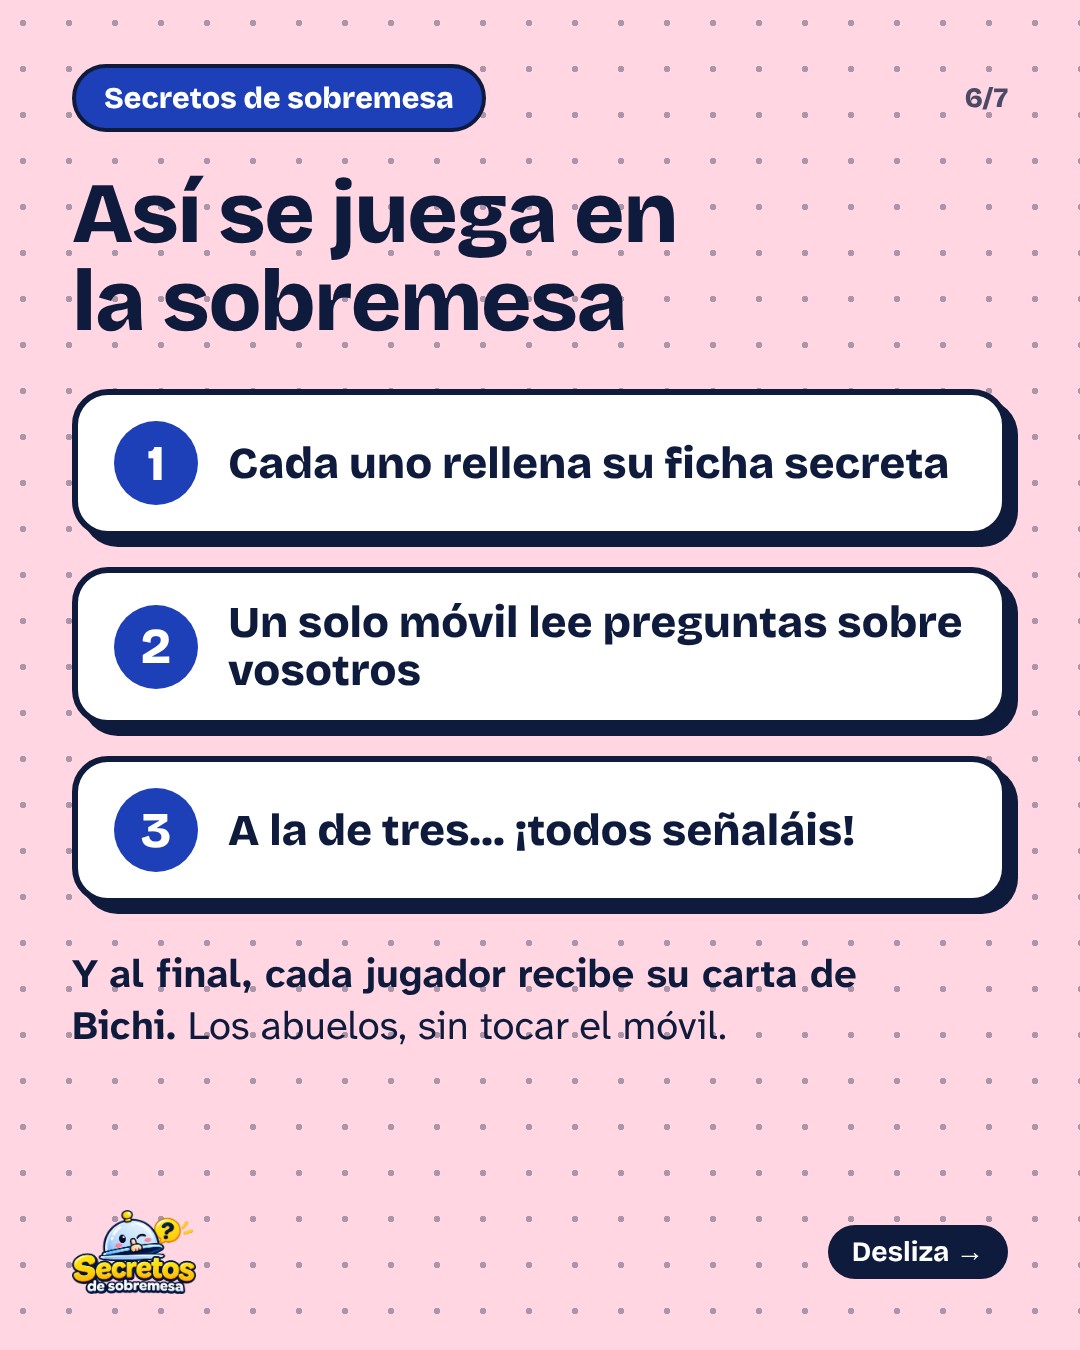 Secretos de sobremesa
6/7
Así se juega en
la sobremesa
1
Cada uno rellena su ficha secreta
2
Un solo móvil lee preguntas sobre
vosotros
3
A la de tres... ¡todos señaláis!
Y al final, cada jugador recibe su carta de
Bichi. Los abuelos, sin tocar el móvil.
?
Secretos
de sobremesa
Desliza →